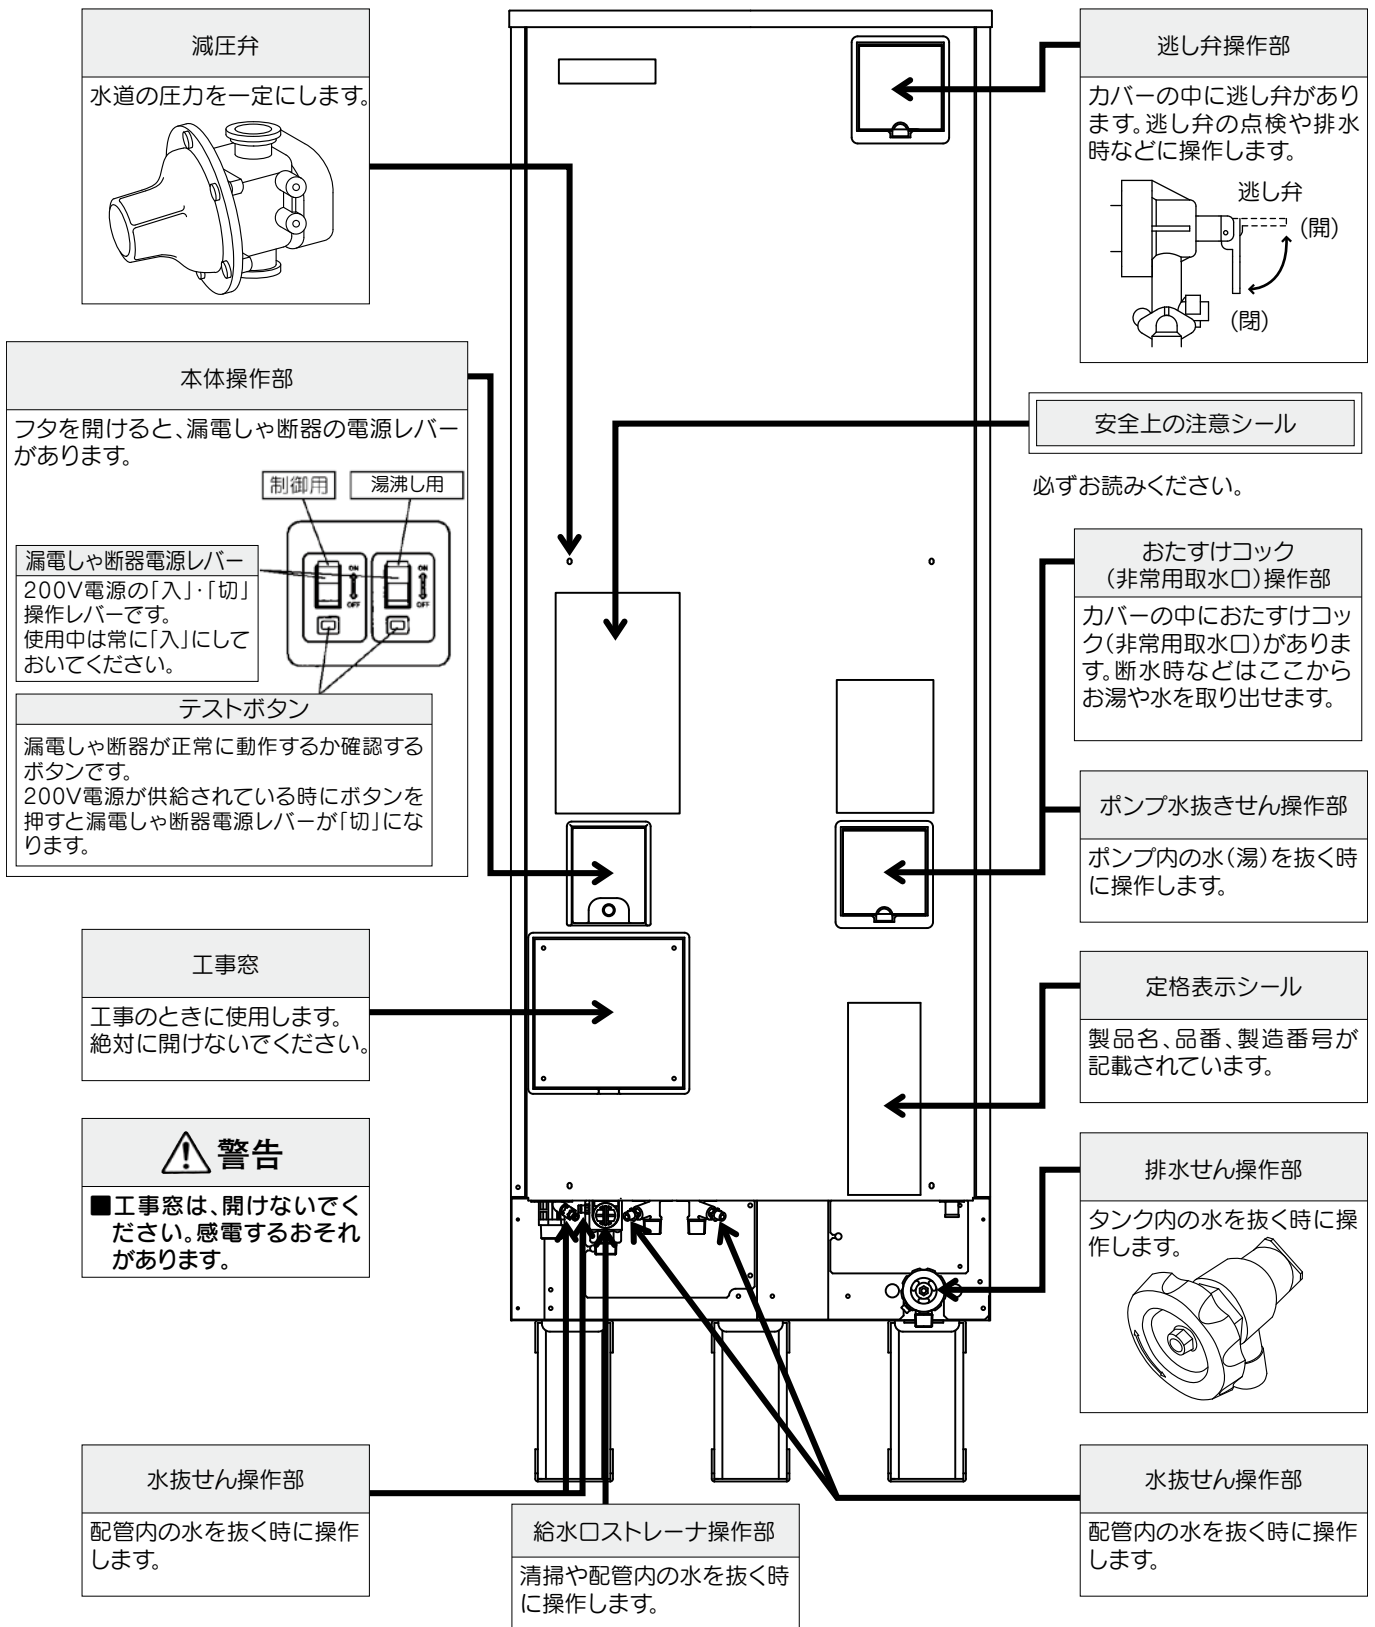 減圧弁
水道の圧力を一定にします。
本体操作部
フタを開けると、漏電しゃ断器の電源レバー
があります。
制御用
湯沸し用
漏電しゃ断器電源レバー
200V電源の「入」・「切」
操作レバーです。
使用中は常に「入」にして
おいてください。
ON
OFF
ON
OFF
テストボタン
漏電しゃ断器が正常に動作するか確認する
ボタンです。
200V電源が供給されている時にボタンを
押すと漏電しゃ断器電源レバーが「切」にな
ります。
工事窓
工事のときに使用します。
絶対に開けないでください。
警告
■工事窓は、開けないでく
ださい。感電するおそれ
があります。
水抜せん操作部
配管内の水を抜く時に操作
します。
給水口ストレーナ操作部
清掃や配管内の水を抜く時
に操作します。
逃し弁操作部
カバーの中に逃し弁があり
ます。逃し弁の点検や排水
時などに操作します。
逃し弁
(開)
(閉)
安全上の注意シール
必ずお読みください。
おたすけコック
(非常用取水口)操作部
カバーの中におたすけコッ
ク(非常用取水口)がありま
す。断水時などはここから
お湯や水を取り出せます。
ポンプ水抜きせん操作部
ポンプ内の水(湯)を抜く時
に操作します。
定格表示シール
製品名、品番、製造番号が
記載されています。
排水せん操作部
タンク内の水を抜く時に操
作します。
水抜せん操作部
配管内の水を抜く時に操作
します。